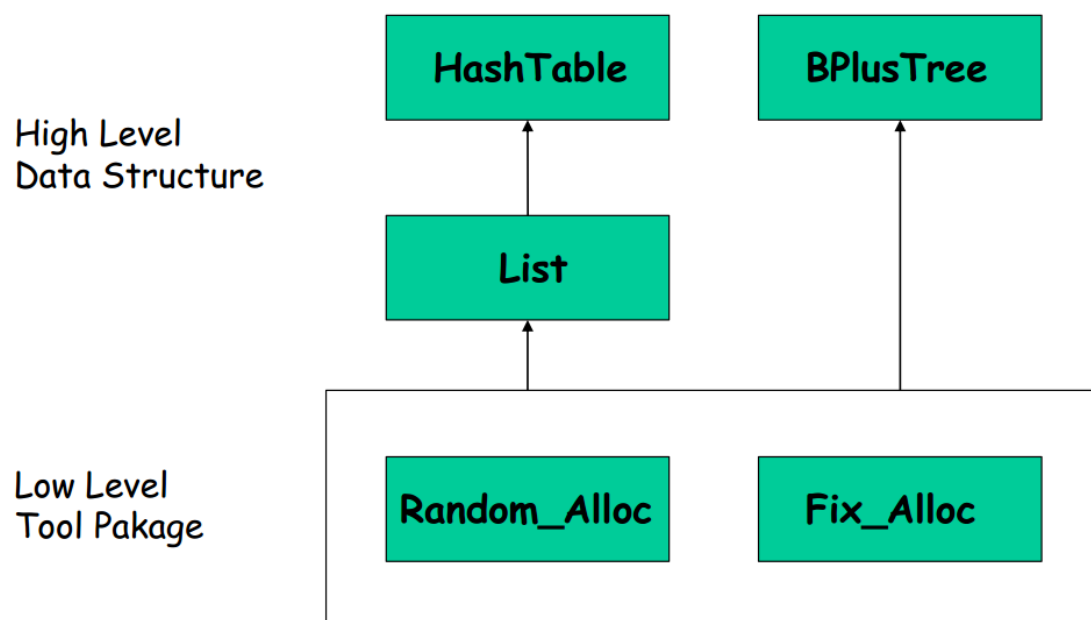 HashTable
BPlusTree
High Level
Data Structure
List
Low Level
Tool Pakage
Random_Alloc
Fix_Alloc